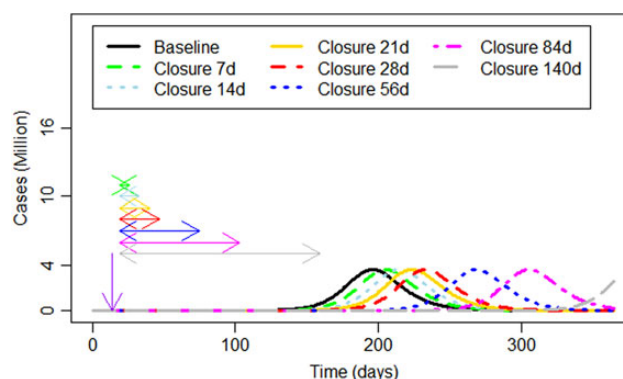 Baseline Closure 21d Closure 84d
Closure 7d Closure 28d Closure 140d
Closure 14d Closure 56d
Cases (Million)
16
10
4
0
0 100 200 300
Time (days)